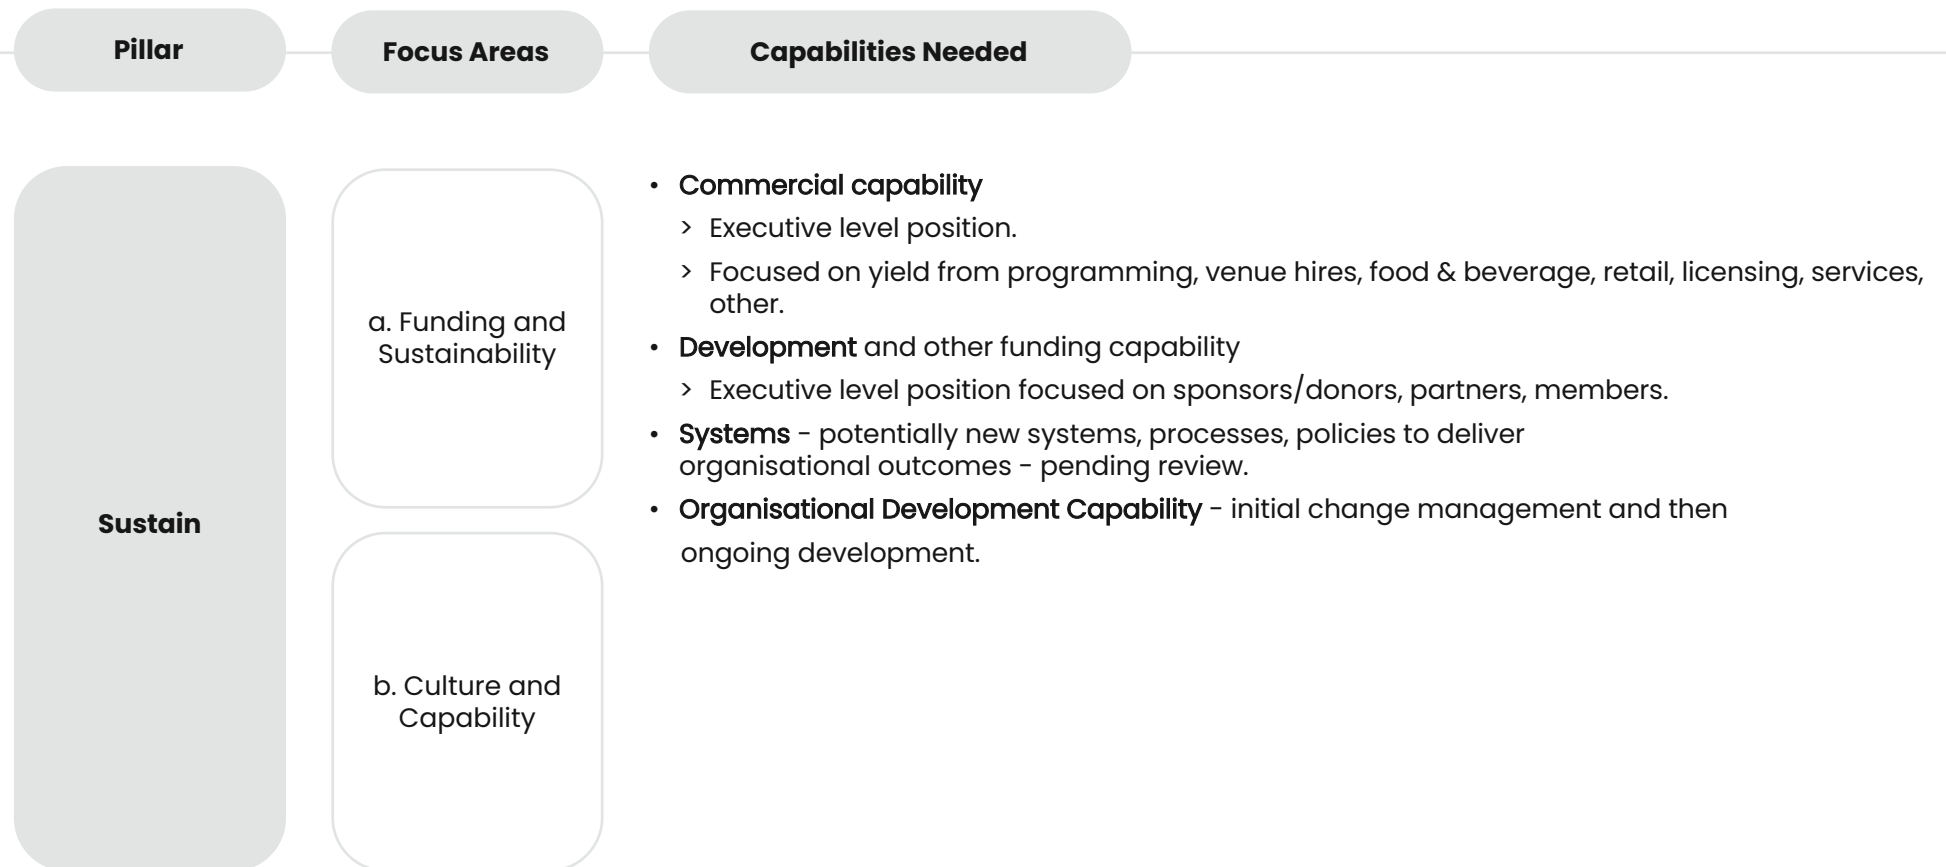 Pillar
Focus Areas
Capabilities Needed
Sustain
a. Funding and
Sustainability
b. Culture and
Capability
• Commercial capability
> Executive level position.
> Focused on yield from programming, venue hires, food & beverage, retail, licensing, services,
other.
• Development and other funding capability
> Executive level position focused on sponsors/donors, partners, members.
• Systems - potentially new systems, processes, policies to deliver
organisational outcomes - pending review.
• Organisational Development Capability - initial change management and then
ongoing development.